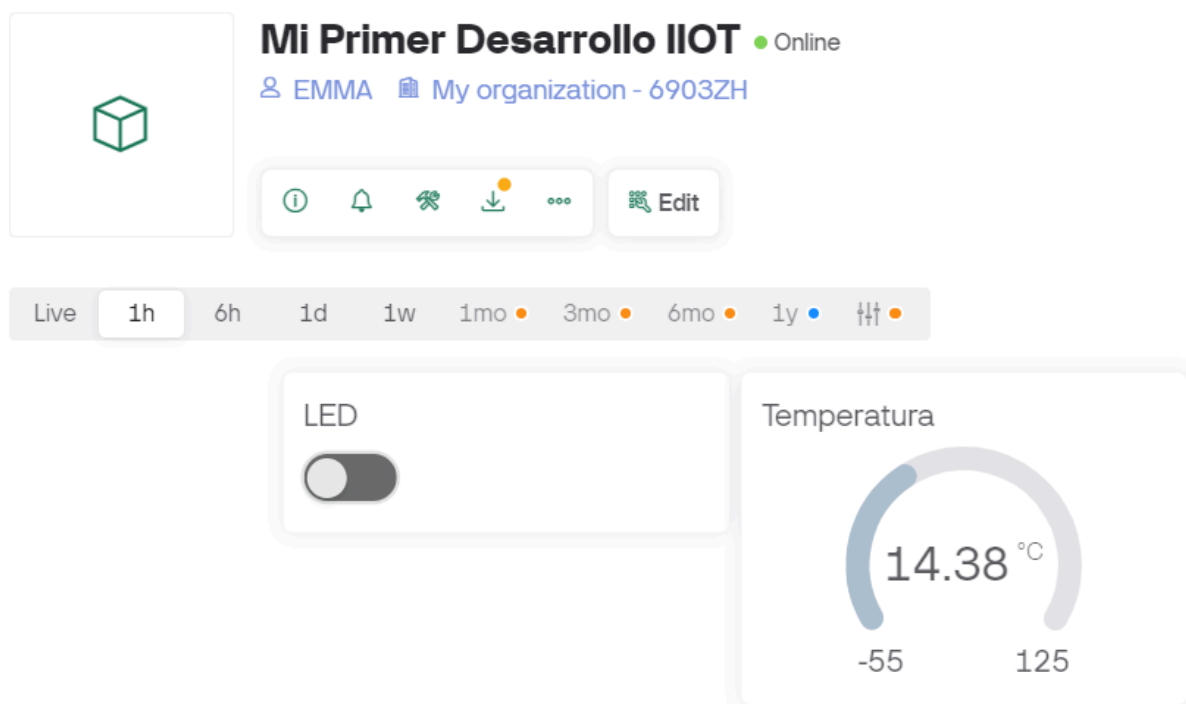 Mi Primer Desarrollo IIOT Online
EMMA My organization - 6903ZH
Edit
Live 1h 6h 1d 1w 1mo 3mo 6mo 1y
LED
Temperatura
14.38 °C
-55 125